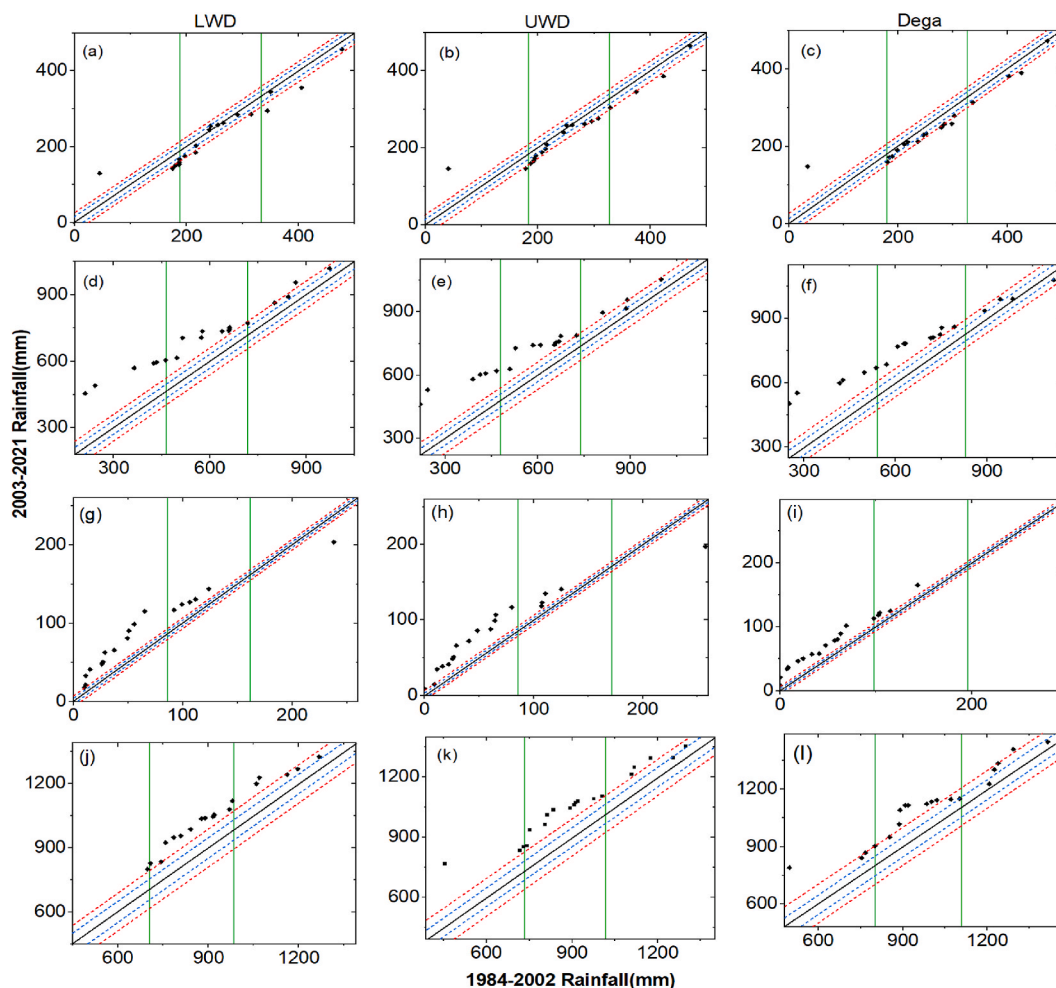 LWD UWD Dega
(a) (b) (c)
400 400 400
200 200 200
0 0 0
0 200 400 0 200 400 0 200 400
(d) (e) (f)
900 900 900
600 600 600
300 300 300
300 600 900 300 600 900 300 600 900
2003-2021 Rainfall(mm)
(g) (h) (i)
200 200 200
100 100 100
0 0 0
0 100 200 0 100 200 0 200
(j) (k) (l)
1200 1200 1200
900 900 900
600 600 600
600 900 1200 600 900 1200 600 900 1200
1984-2002 Rainfall(mm)